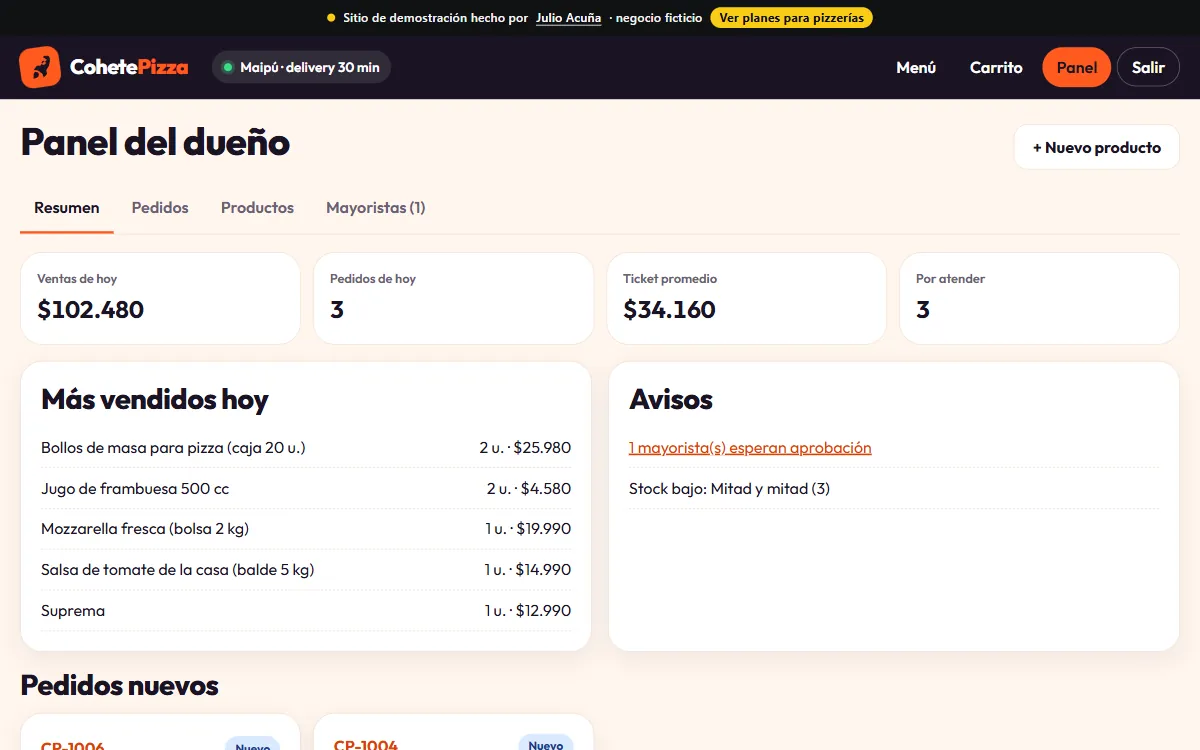 Sitio de demostración hecho por Julio Acuña · negocio ficticio Ver planes para pizzerías
CohetePizza Maipú · delivery 30 min Menú Carrito Panel Salir
Panel del dueño
+ Nuevo producto
Resumen Pedidos Productos Mayoristas (1)
Ventas de hoy
$102.480
Pedidos de hoy
3
Ticket promedio
$34.160
Por atender
3
Más vendidos hoy
Bollos de masa para pizza (caja 20 u.) 2 u. · $25.980
Jugo de frambuesa 500 cc 2 u. · $4.580
Mozzarella fresca (bolsa 2 kg) 1 u. · $19.990
Salsa de tomate de la casa (balde 5 kg) 1 u. · $14.990
Suprema 1 u. · $12.990
Avisos
1 mayorista(s) esperan aprobación
Stock bajo: Mitad y mitad (3)
Pedidos nuevos
CP-1006 Nuevo
CP-1004 Nuevo